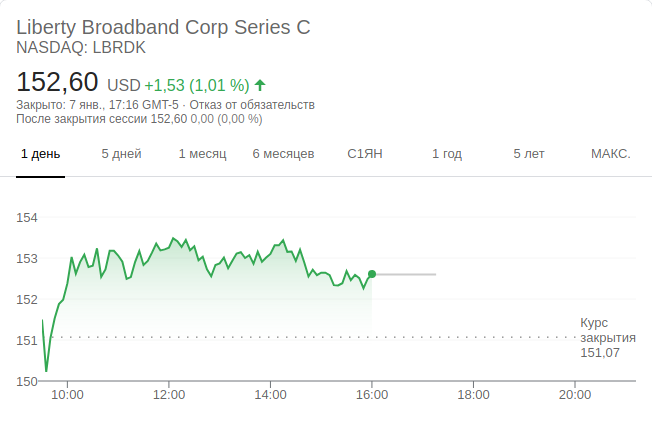 Liberty Broadband Corp Series C
NASDAQ: LBRDK
152,60 USD +1,53 (1,01 %)
Закрыто: 7 янв., 17:16 GMT-5 · Отказ от обязательств
После закрытия сессии 152,60 0,00 (0,00 %)
1 день 5 дней 1 месяц 6 месяцев С1ЯН 1 год 5 лет МАКС.
154
153
152
151
150
Курс
закрытия
151,07
10:00 12:00 14:00 16:00 18:00 20:00